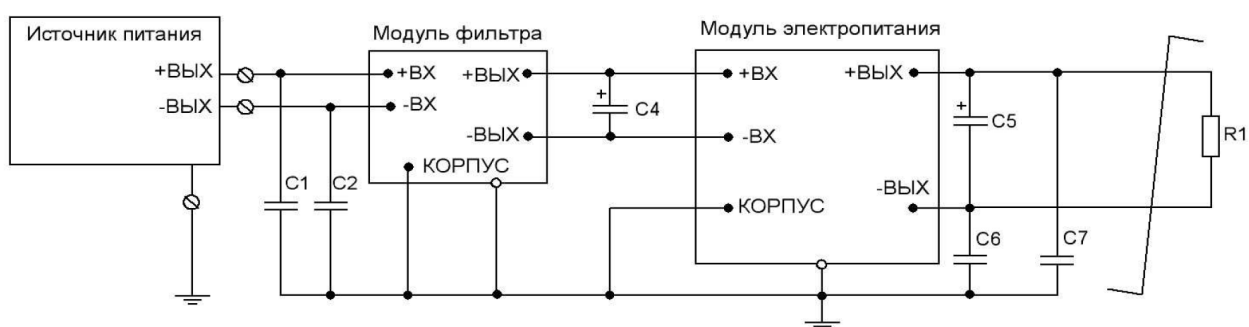 Источник питания
+ВЫХ
-ВЫХ
Модуль фильтра
+ВХ
+ВЫХ
-ВХ
-ВЫХ
КОРПУС
Модуль электропитания
+ВХ
+ВЫХ
-ВХ
-ВЫХ
КОРПУС
C1
C2
+
C4
+
C5
C6
C7
R1